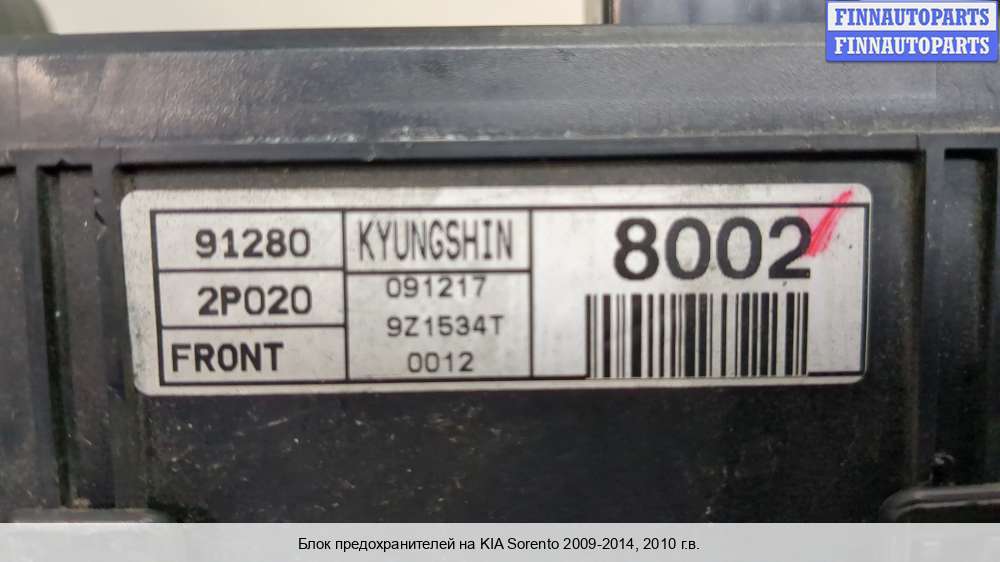 FINNAUTOPARTS
FINNAUTOPARTS
91280
2P020
FRONT
KYUNGSHIN
091217
9Z1534T
0012
8002
Блок предохранителей на KIA Sorento 2009-2014, 2010 г.в.